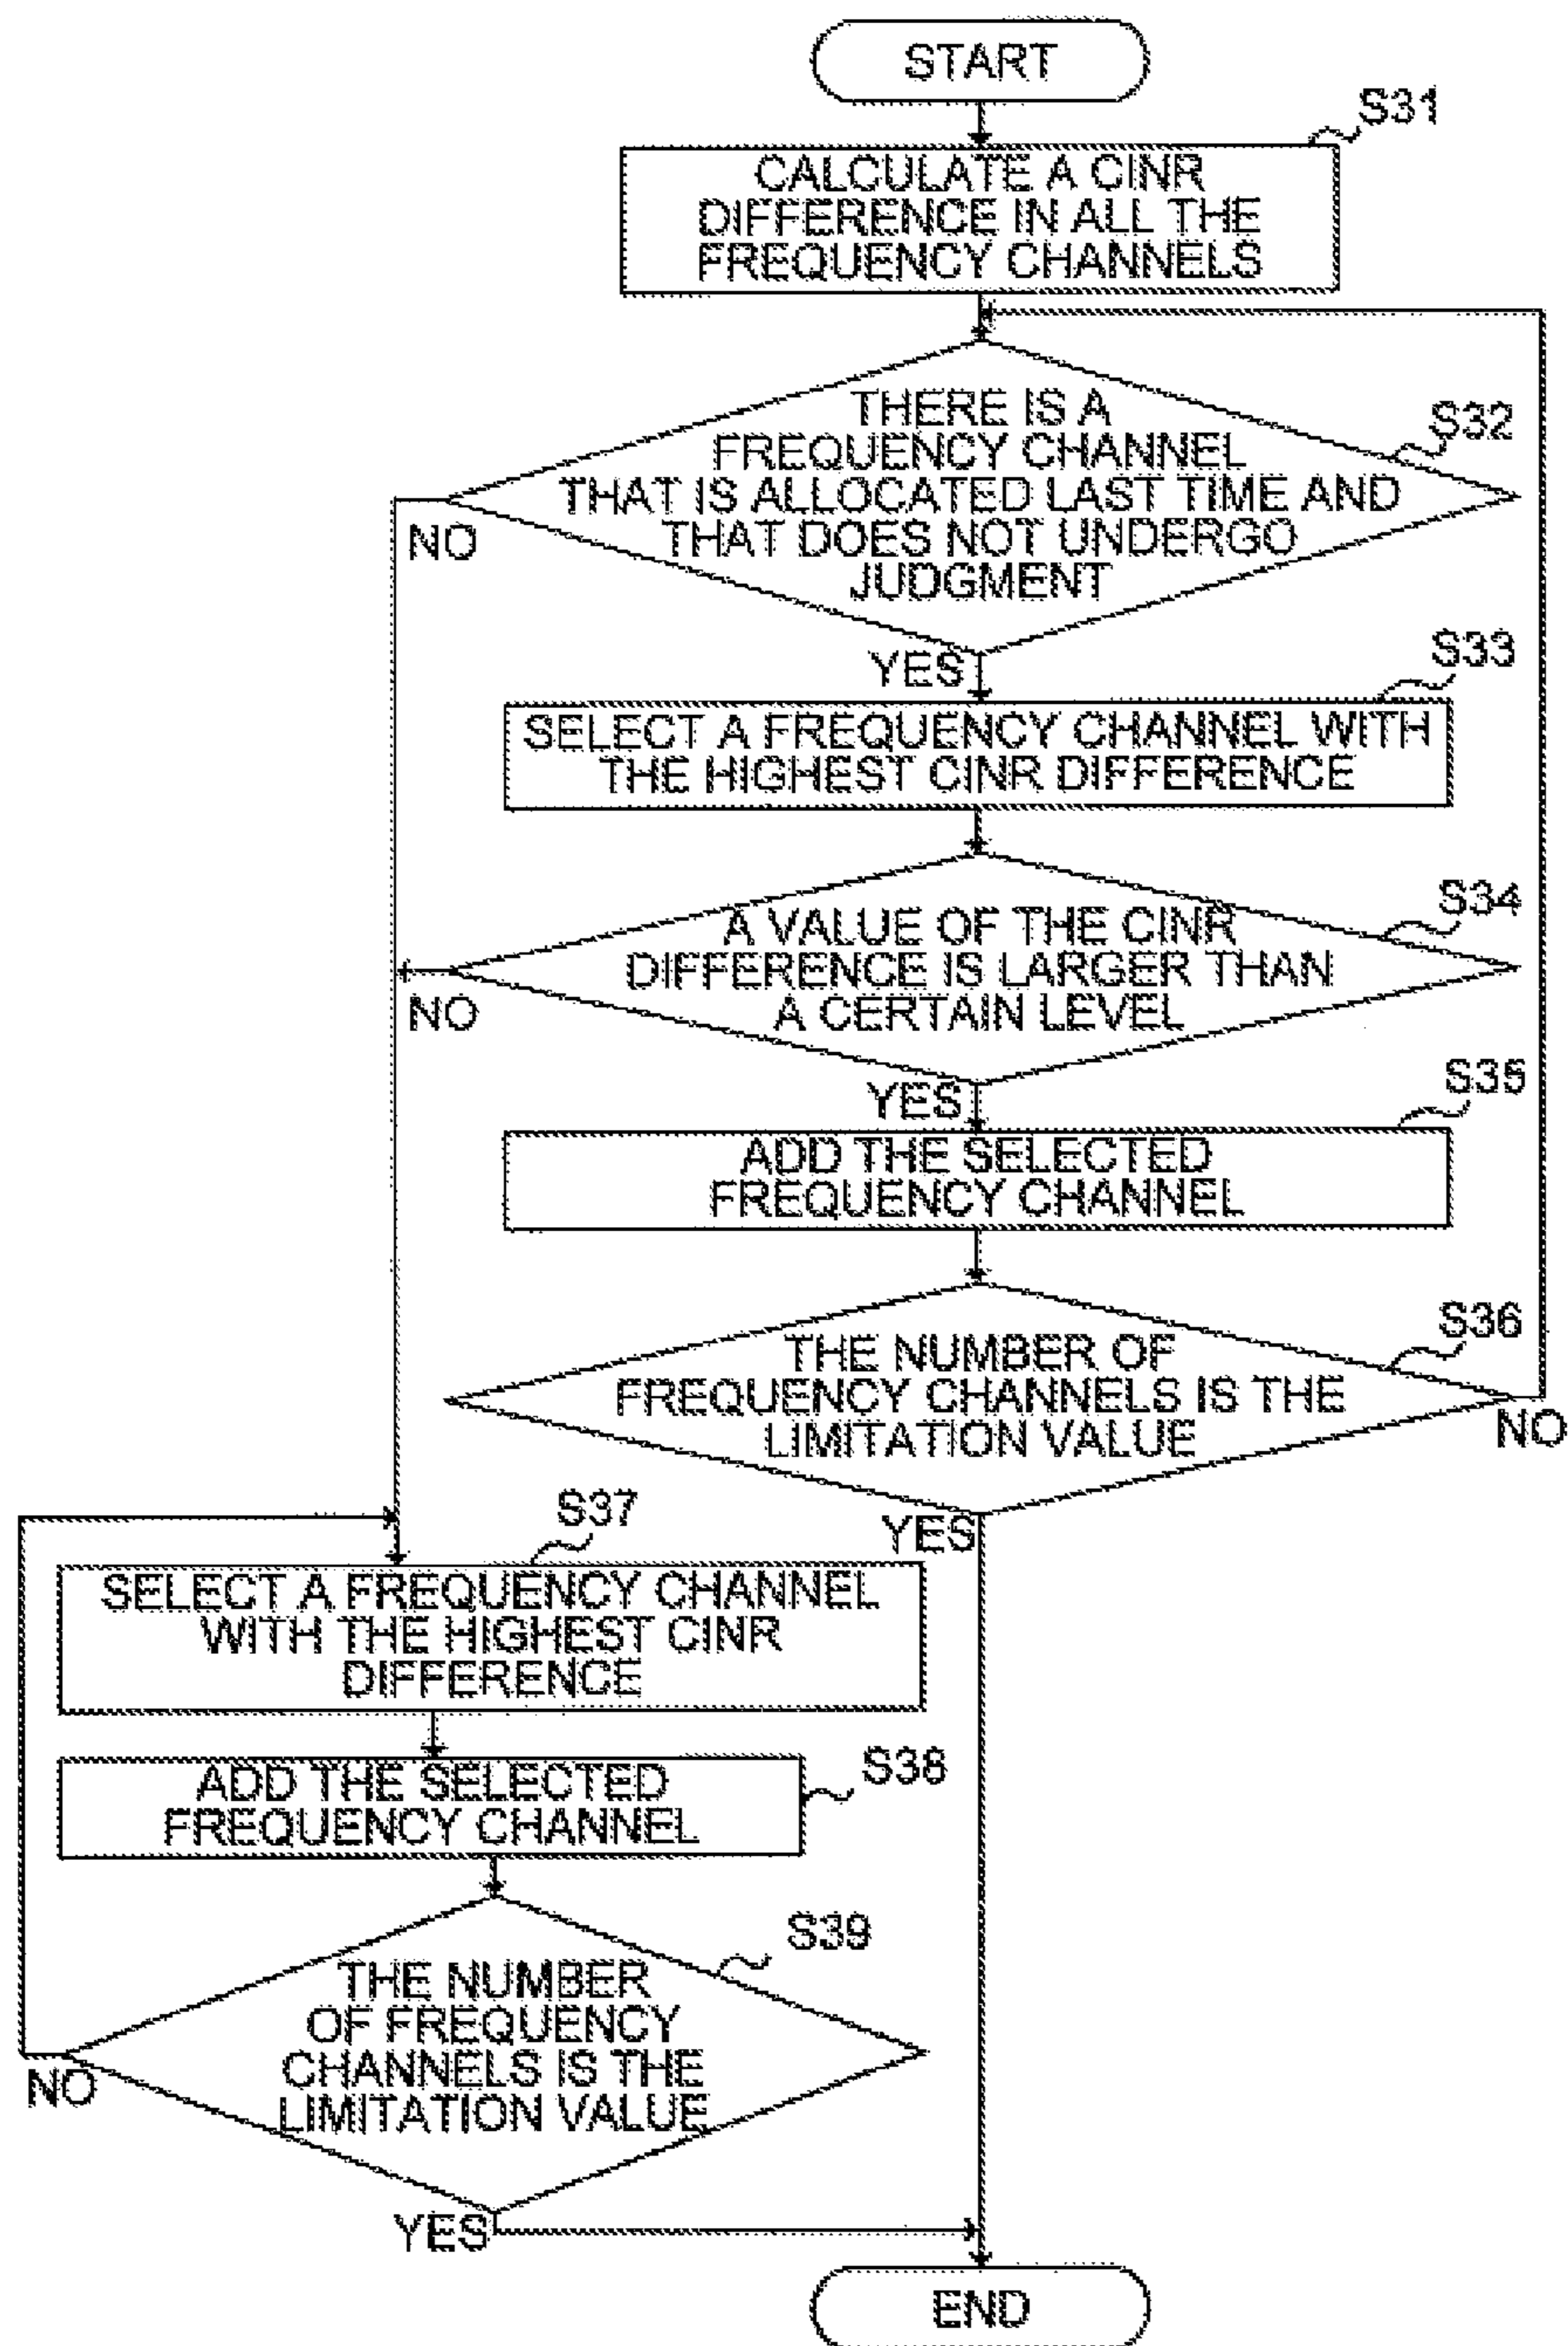 START
S31
CALCULATE A CINR
DIFFERENCE IN ALL THE
FREQUENCY CHANNELS
S32
THERE IS A
FREQUENCY CHANNEL
THAT IS ALLOCATED LAST TIME AND
THAT DOES NOT UNDERGO
JUDGMENT
NO
YES
S33
SELECT A FREQUENCY CHANNEL WITH
THE HIGHEST CINR DIFFERENCE
S34
A VALUE OF THE CINR
DIFFERENCE IS LARGER THAN
A CERTAIN LEVEL
NO
YES
S35
ADD THE SELECTED
FREQUENCY CHANNEL
S36
THE NUMBER OF
FREQUENCY CHANNELS IS THE
LIMITATION VALUE
NO
YES
S37
SELECT A FREQUENCY CHANNEL
WITH THE HIGHEST CINR
DIFFERENCE
S38
ADD THE SELECTED
FREQUENCY CHANNEL
S39
THE NUMBER
OF FREQUENCY
CHANNELS IS THE
LIMITATION VALUE
NO
YES
END